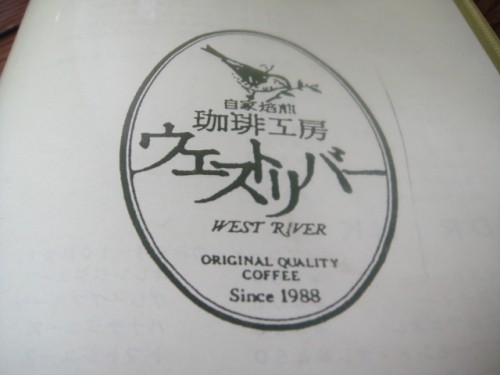 自家焙煎
珈琲工房
ウェストリバー
WEST RIVER
ORIGINAL QUALITY
COFFEE
Since 1988